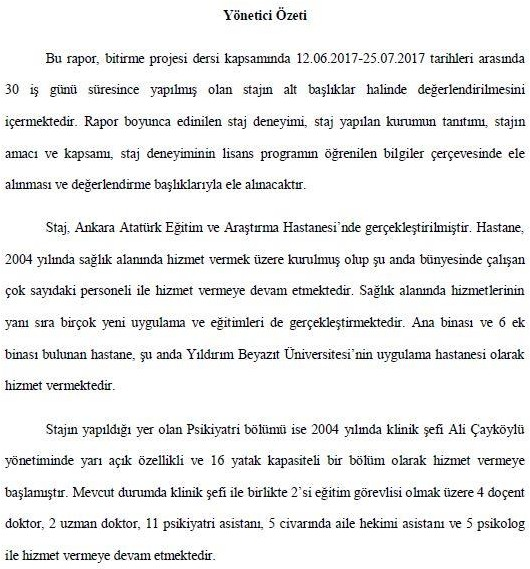 Yönetici Özeti
Bu rapor, bitirme projesi dersi kapsamında 12.06.2017-25.07.2017 tarihleri arasında
30 iş günü süresince yapılmış olan stajın alt başlıklar halinde değerlendirilmesini
içermektedir. Rapor boyunca edinilen staj deneyimi, staj yapılan kurumun tanıtımı, stajın
amacı ve kapsamı, staj deneyiminin lisans programın öğrenilen bilgiler çerçevesinde ele
alınması ve değerlendirme başlıklarıyla ele alınacaktır.
Staj, Ankara Atatürk Eğitim ve Araştırma Hastanesi’nde gerçekleştirilmiştir. Hastane,
2004 yılında sağlık alanında hizmet vermek üzere kurulmuş olup şu anda bünyesinde çalışan
çok sayıdaki personeli ile hizmet vermeye devam etmektedir. Sağlık alanında hizmetlerinin
yanı sıra birçok yeni uygulama ve eğitimleri de gerçekleştirmektedir. Ana binası ve 6 ek
binası bulunan hastane, şu anda Yıldırım Beyazıt Üniversitesi’nin uygulama hastanesi olarak
hizmet vermektedir.
Stajın yapıldığı yer olan Psikiyatri bölümü ise 2004 yılında klinik şefi Ali Çayköylü
yönetiminde yarı açık özellikli ve 16 yatak kapasiteli bir bölüm olarak hizmet vermeye
başlamıştır. Mevcut durumda klinik şefi ile birlikte 2’si eğitim görevlisi olmak üzere 4 doçent
doktor, 2 uzman doktor, 11 psikiyatri asistanı, 5 civarında aile hekimi asistanı ve 5 psikolog
ile hizmet vermeye devam etmektedir.